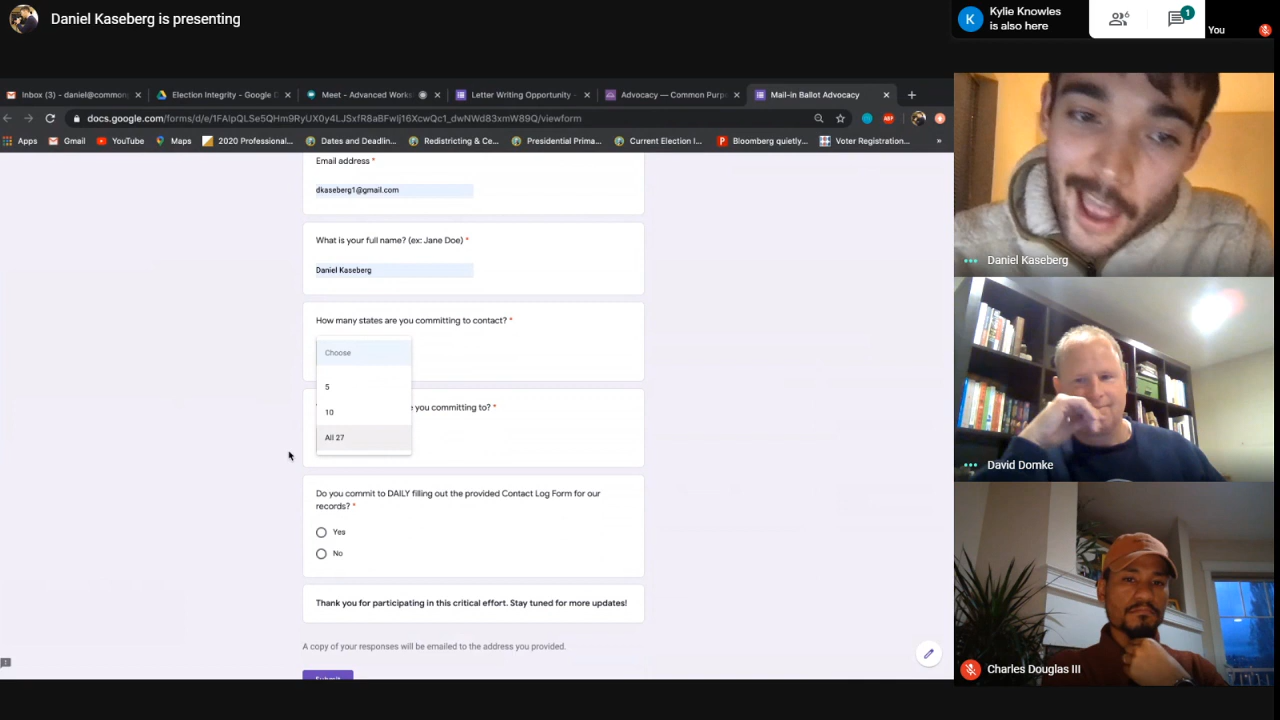 Daniel Kaseberg is presenting
Kylie Knowles
is also here
K
6
1
You
Inbox (3) - daniel@common
Election Integrity - Google D
Meet - Advanced Works
Letter Writing Opportunity -
Advocacy — Common Purp
Mail-in Ballot Advocacy
docs.google.com/forms/d/e/1FAIpQLSe5QHm9RyUX0y4LJSxfR8aBFwIj16XcwQc1_dwNWd83xmW89Q/viewform
ABP
Apps
Gmail
YouTube
Maps
2020 Professional...
Dates and Deadlin...
Redistricting & Ce...
Presidential Prima...
Current Election I...
Bloomberg quietly...
Voter Registration...
»
Email address *
dkaseberg1@gmail.com
What is your full name? (ex: Jane Doe) *
Daniel Kaseberg
How many states are you committing to contact? *
Choose
5
10
All 27
you committing to? *
Do you commit to DAILY filling out the provided Contact Log Form for our
records? *
Yes
No
Thank you for participating in this critical effort. Stay tuned for more updates!
A copy of your responses will be emailed to the address you provided.
Submit
Daniel Kaseberg
David Domke
Charles Douglas III